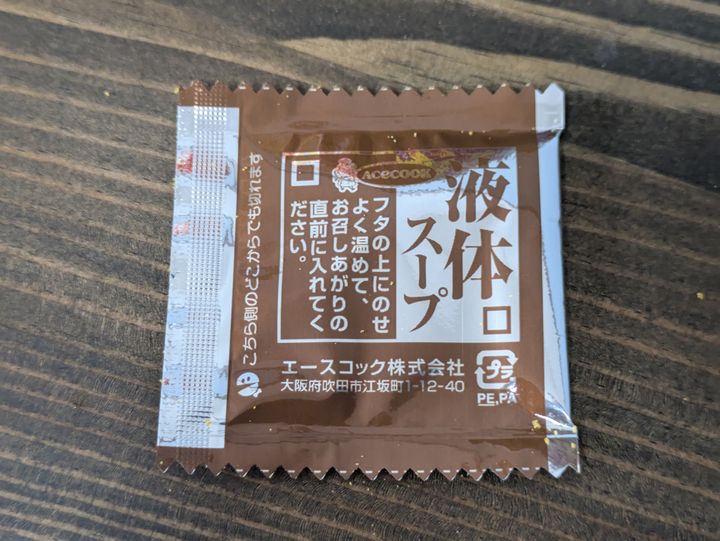 ACECOOK
液体
スープ
フタの上にのせ
よく温めて、
お召しあがりの
直前に入れてく
ださい。
エースコック株式会社
大阪府吹田市江坂町1-12-40
プラ
PE,PA
こちら側のどこからでも切れます